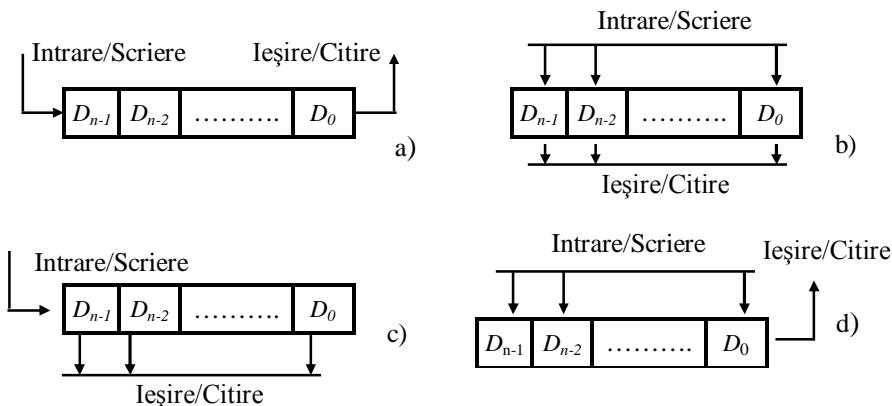 Intrare/Scriere Ieşire/Citire
D_{n-1} D_{n-2} .......... D_0
a)
Intrare/Scriere
D_{n-1} D_{n-2} .......... D_0
b)
Ieşire/Citire
Intrare/Scriere
D_{n-1} D_{n-2} .......... D_0
c)
Ieşire/Citire
Intrare/Scriere Ieşire/Citire
D_{n-1} D_{n-2} .......... D_0
d)